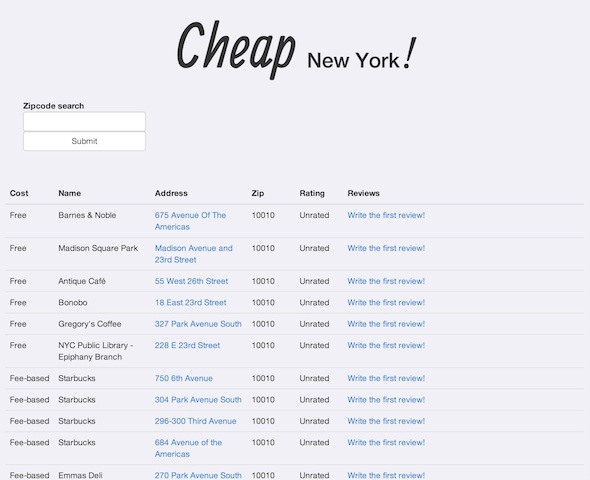 Cheap New York!
Zipcode search
Submit
Cost Name Address Zip Rating Reviews
Free Barnes & Noble 675 Avenue Of The 10010 Unrated Write the first review!
Americas
Free Madison Square Park Madison Avenue and 10010 Unrated Write the first review!
23rd Street
Free Antique Café 55 West 26th Street 10010 Unrated Write the first review!
Free Bonobo 18 East 23rd Street 10010 Unrated Write the first review!
Free Gregory's Coffee 327 Park Avenue South 10010 Unrated Write the first review!
Free NYC Public Library - 228 E 23rd Street 10010 Unrated Write the first review!
Epiphany Branch
Fee-based Starbucks 750 6th Avenue 10010 Unrated Write the first review!
Fee-based Starbucks 304 Park Avenue South 10010 Unrated Write the first review!
Fee-based Starbucks 296-300 Third Avenue 10010 Unrated Write the first review!
Fee-based Starbucks 684 Avenue of the 10010 Unrated Write the first review!
Americas
Fee-based Emmas Deli 270 Park Avenue South 10010 Unrated Write the first review!